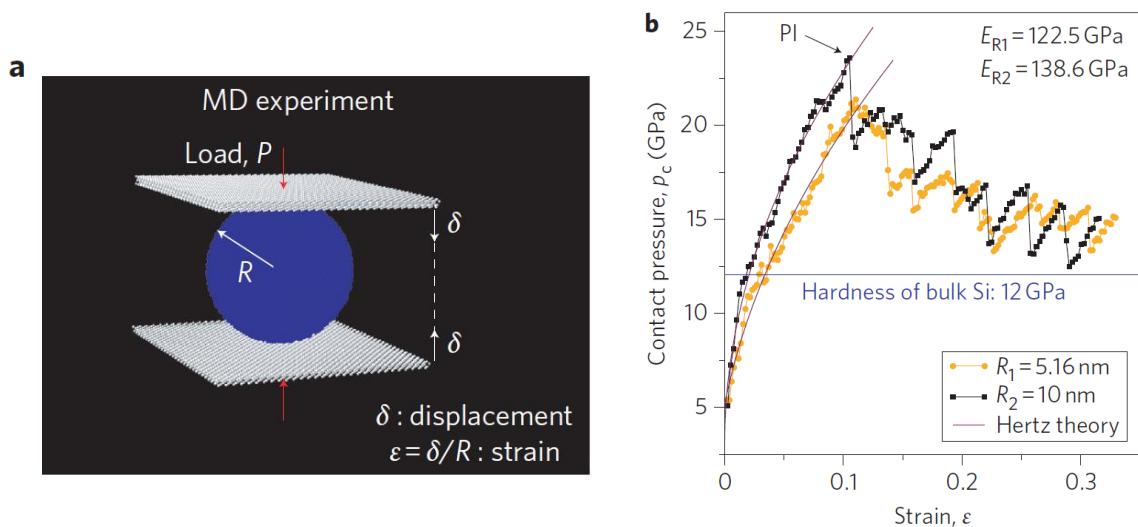 a
MD experiment
Load, P
δ
R
δ
δ : displacement
ε = δ/R : strain
b
Contact pressure, p_c (GPa)
25
20
15
10
5
PI
E_R1 = 122.5 GPa
E_R2 = 138.6 GPa
Hardness of bulk Si: 12 GPa
R_1 = 5.16 nm
R_2 = 10 nm
Hertz theory
0
0.1
0.2
0.3
Strain, ε